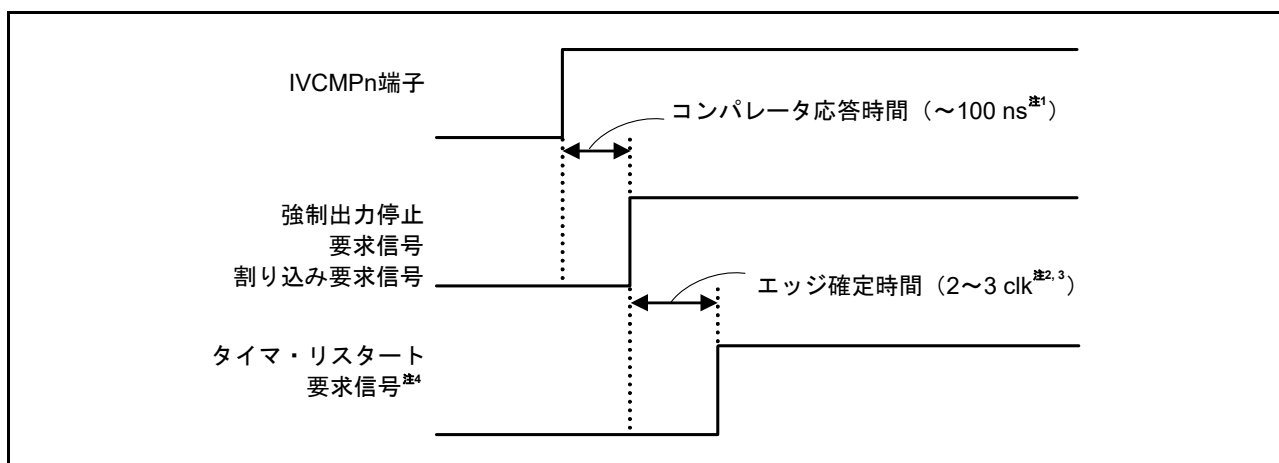 IVCMPn端子
コンパレータ応答時間（～100 ns注1）
強制出力停止
要求信号
割り込み要求信号
エッジ確定時間（2～3 clk注2, 3）
タイマ・リスタート
要求信号注4